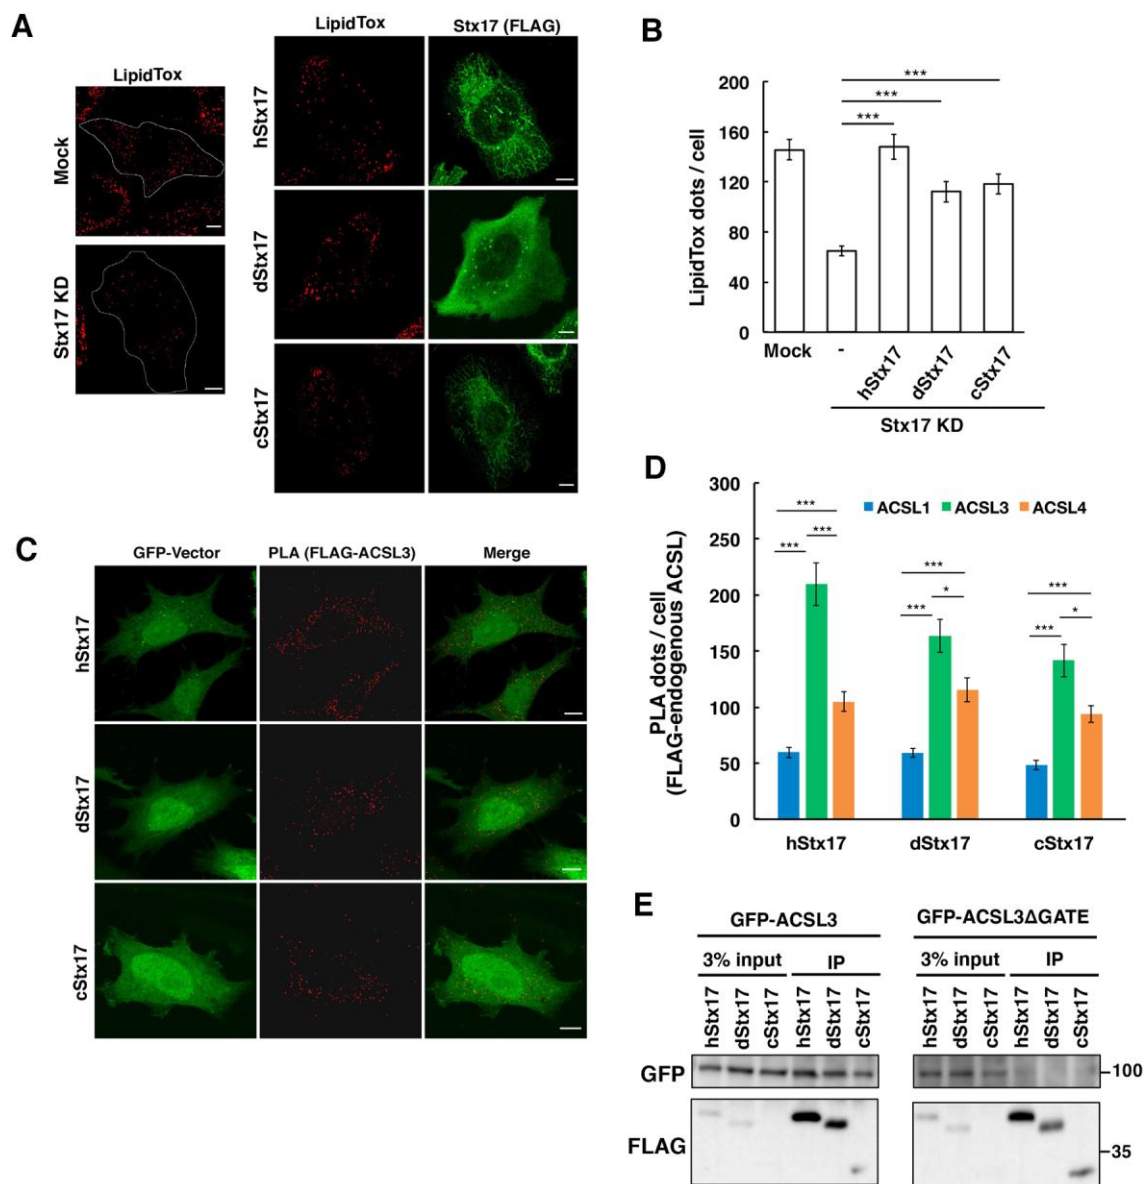 A
LipidTox
Mock
Stx17 KD
LipidTox
Stx17 (FLAG)
hStx17
dStx17
cStx17
B
LipidTox dots / cell
200
160
120
80
40
0
***
***
***
Mock
-
hStx17
dStx17
cStx17
Stx17 KD
C
GFP-Vector
PLA (FLAG-ACSL3)
Merge
hStx17
dStx17
cStx17
D
PLA dots / cell
(FLAG-endogenous ACSL)
300
250
200
150
100
50
0
ACSL1
ACSL3
ACSL4
***
***
***
***
***
*
***
***
*
hStx17
dStx17
cStx17
E
GFP-ACSL3
GFP-ACSL3ΔGATE
3% input
IP
3% input
IP
hStx17
dStx17
cStx17
hStx17
dStx17
cStx17
hStx17
dStx17
cStx17
hStx17
dStx17
cStx17
GFP
100
FLAG
35